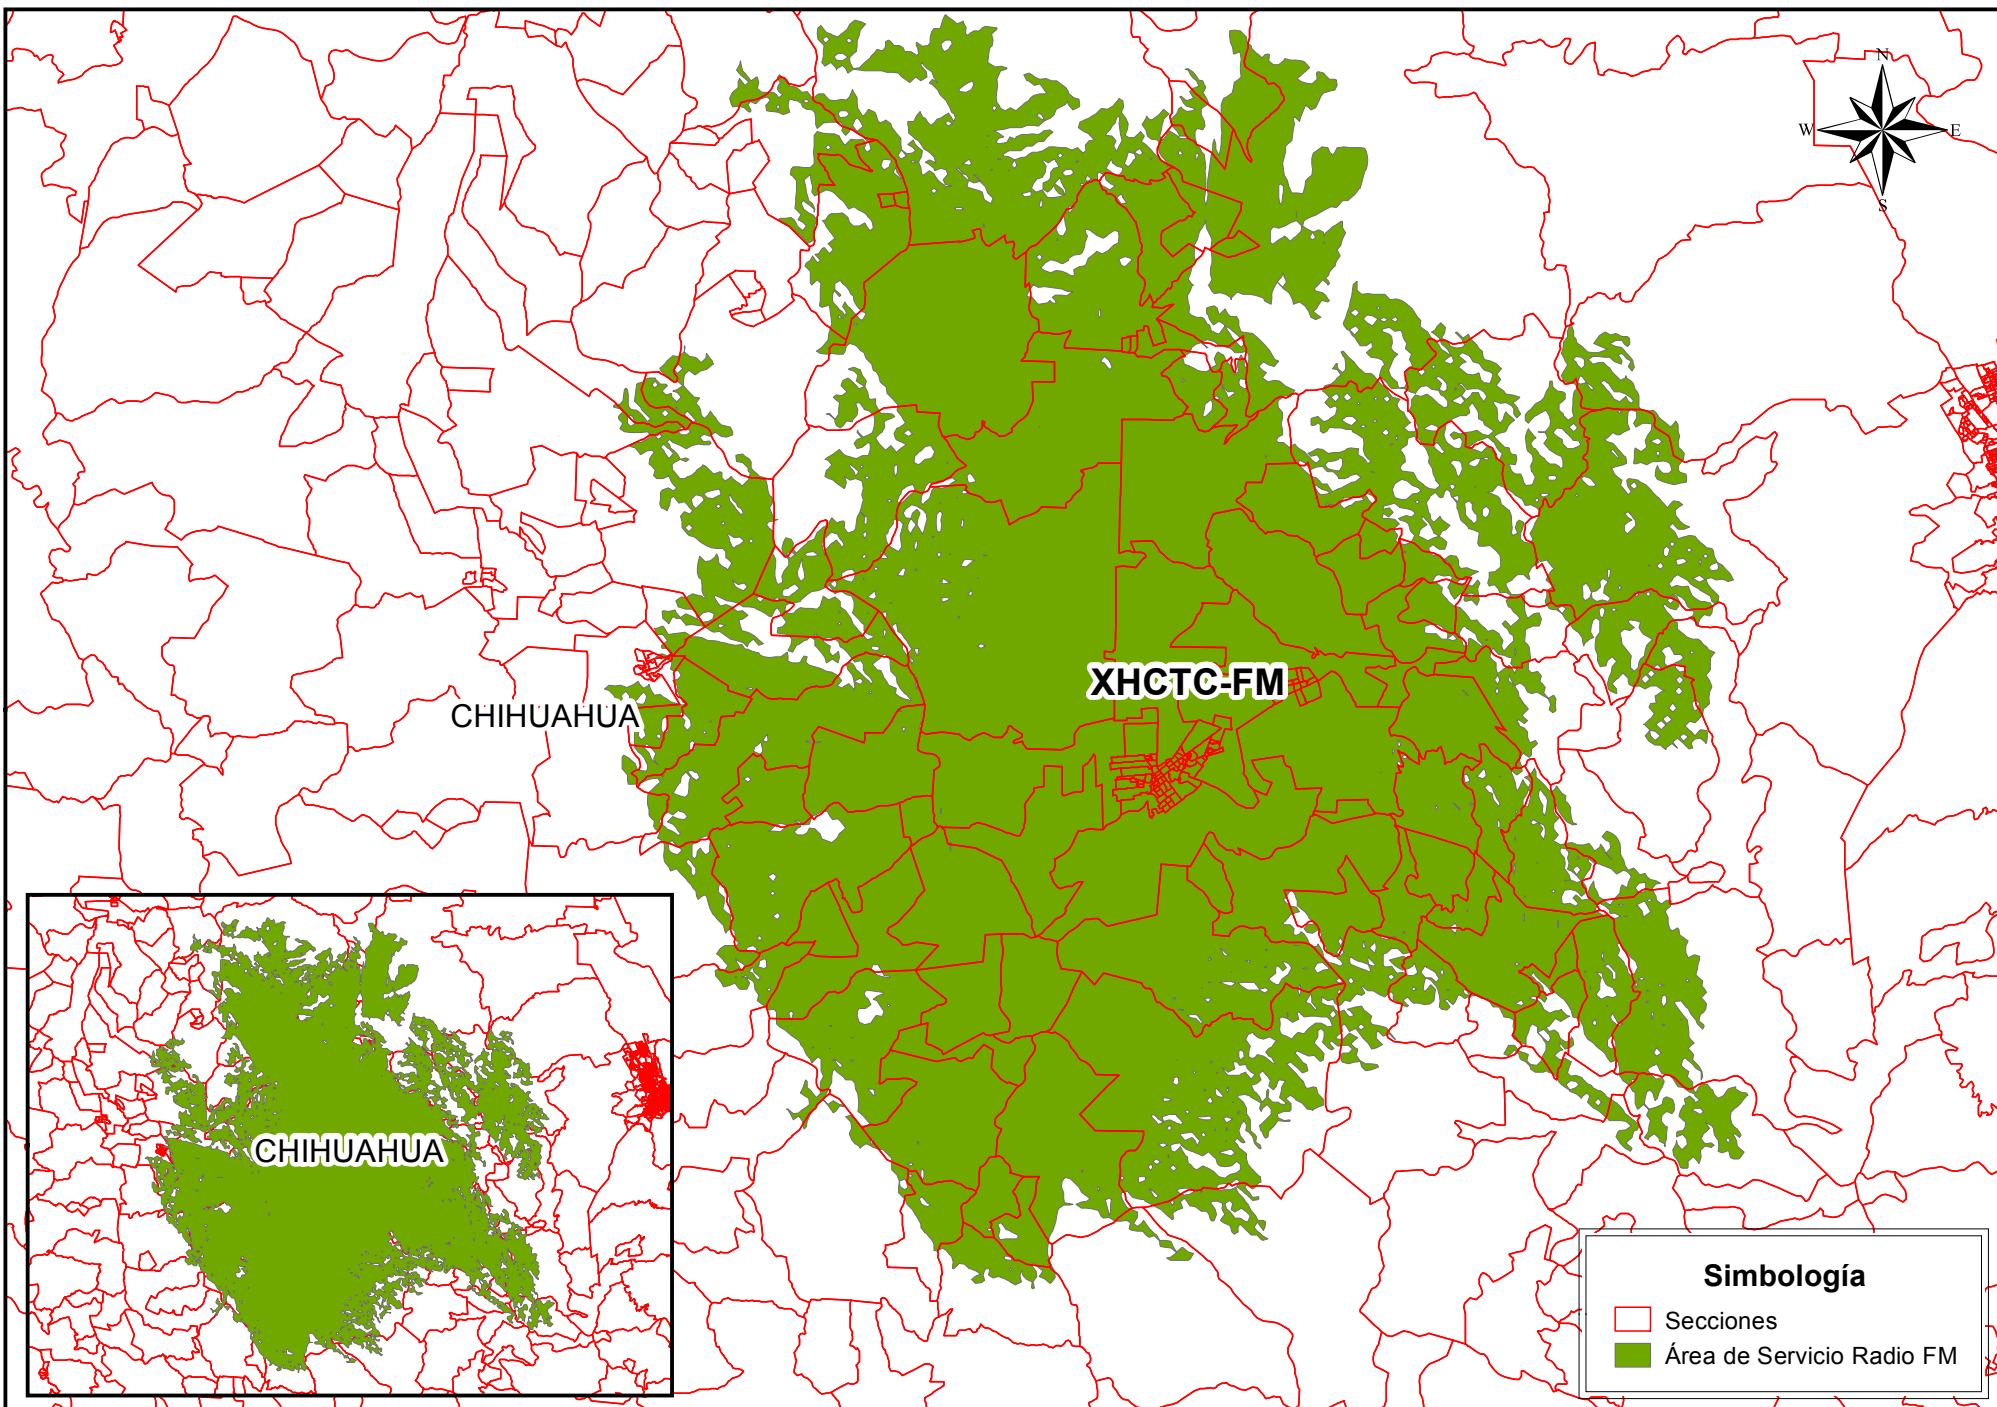 N
W E
S
XHCTC-FM
CHIHUAHUA
CHIHUAHUA
Simbología
Secciones
Área de Servicio Radio FM